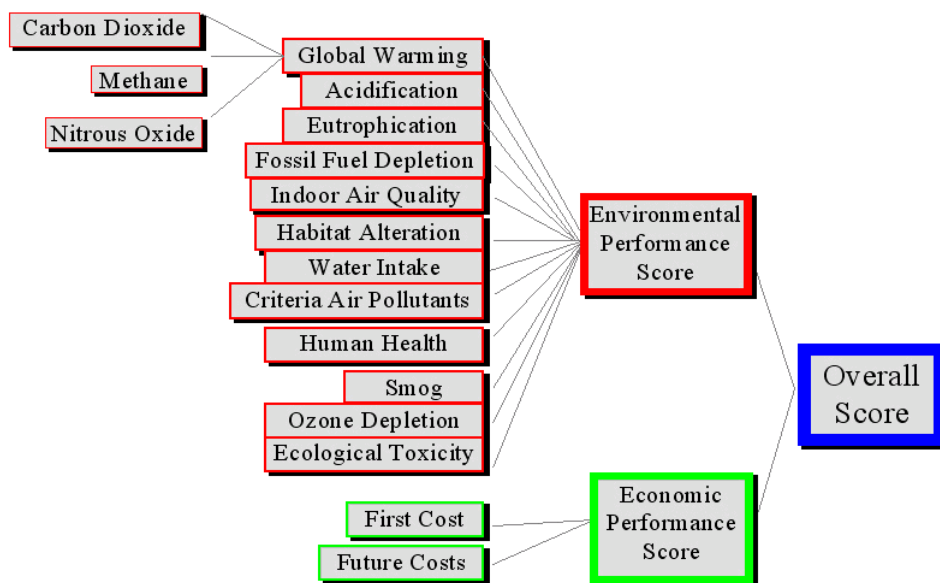 Carbon Dioxide
Methane
Nitrous Oxide
Global Warming
Acidification
Eutrophication
Fossil Fuel Depletion
Indoor Air Quality
Habitat Alteration
Water Intake
Criteria Air Pollutants
Human Health
Smog
Ozone Depletion
Ecological Toxicity
First Cost
Future Costs
Environmental
Performance
Score
Economic
Performance
Score
Overall
Score